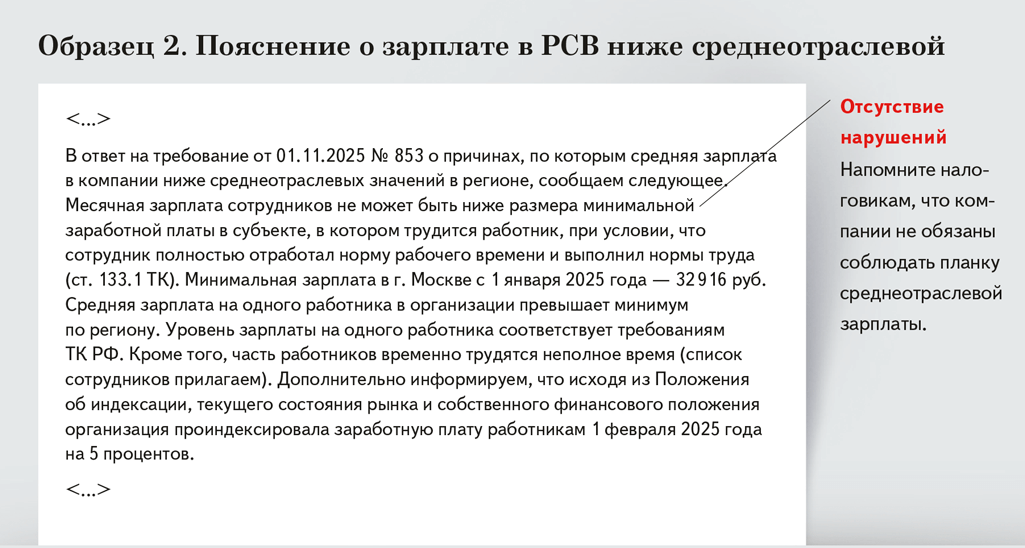 Образец 2. Пояснение о зарплате в РСВ ниже среднеотраслевой
<...>
В ответ на требование от 01.11.2025 № 853 о причинах, по которым средняя зарплата
в компании ниже среднеотраслевых значений в регионе, сообщаем следующее.
Месячная зарплата сотрудников не может быть ниже размера минимальной
заработной платы в субъекте, в котором трудится работник, при условии, что
сотрудник полностью отработал норму рабочего времени и выполнил нормы труда
(ст. 133.1 ТК). Минимальная зарплата в г. Москве с 1 января 2025 года — 32 916 руб.
Средняя зарплата на одного работника в организации превышает минимум
по региону. Уровень зарплаты на одного работника соответствует требованиям
ТК РФ. Кроме того, часть работников временно трудятся неполное время (список
сотрудников прилагаем). Дополнительно информируем, что исходя из Положения
об индексации, текущего состояния рынка и собственного финансового положения
организация проиндексировала заработную плату работникам 1 февраля 2025 года
на 5 процентов.
<...>
Отсутствие
нарушений
Напомните нало-
говикам, что ком-
пании не обязаны
соблюдать планку
среднеотраслевой
зарплаты.